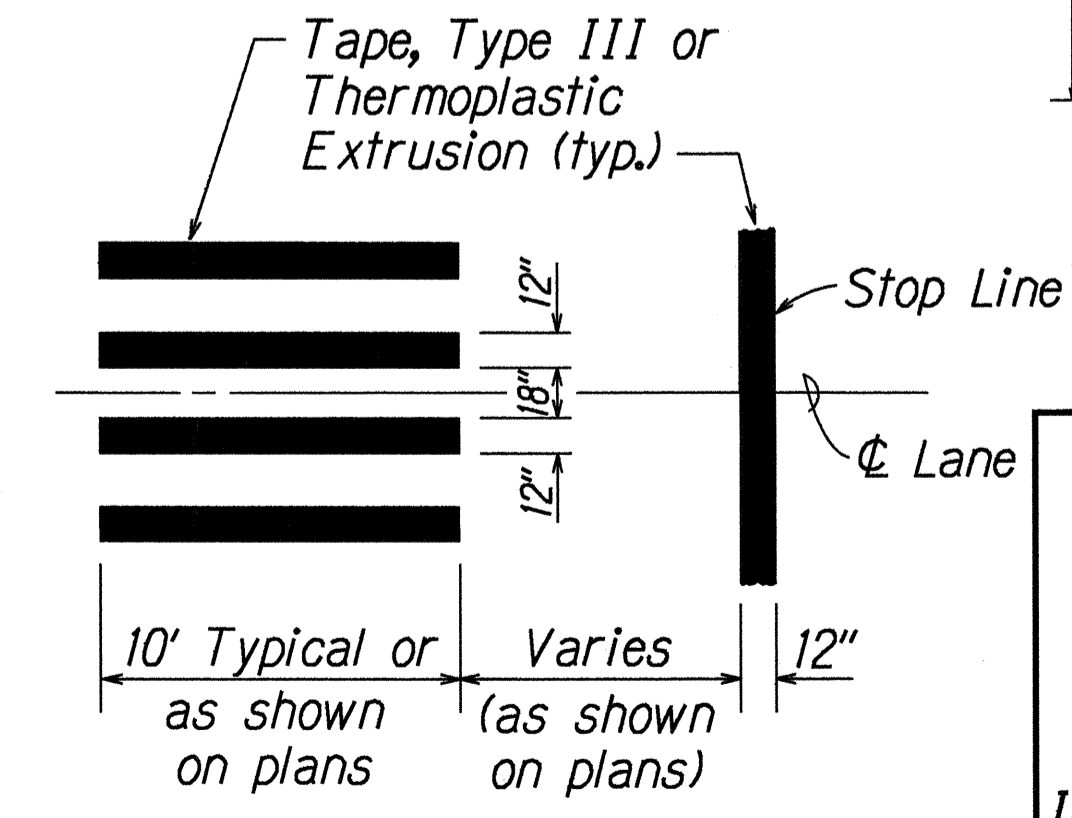 Tape, Type III or
Thermoplastic
Extrusion (typ.)
12"
Stop Line
18"
℄ Lane
12"
10' Typical or
as shown
on plans
Varies
(as shown
on plans)
12"